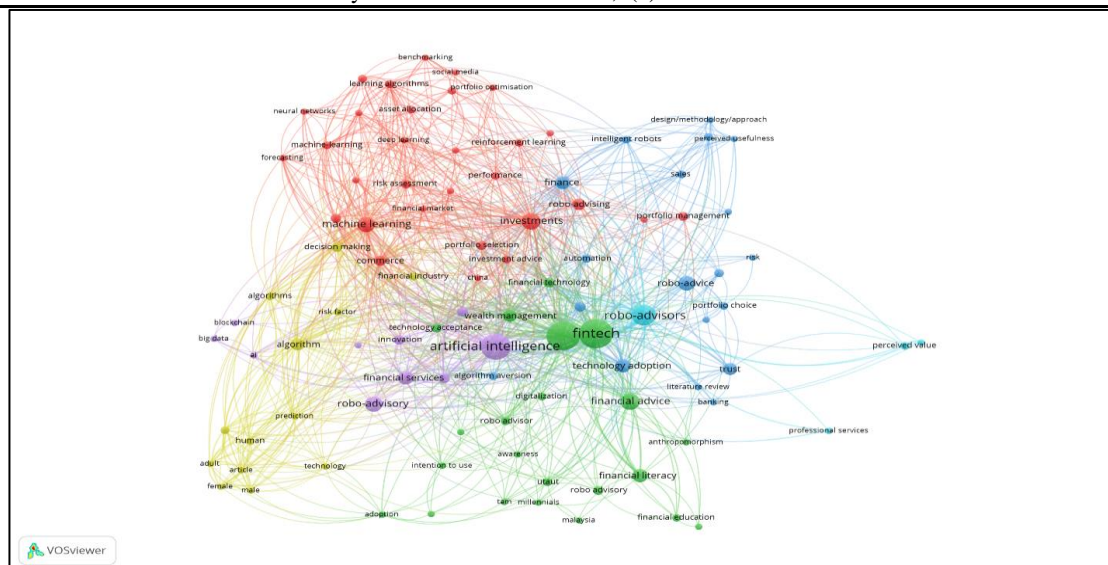 benchmarking
social media
learning algorithms
portfolio optimisation
neural networks
asset allocation
design/methodology/approach
machine-learning
deep learning
reinforcement learning
intelligent robots
perceived usefulness
forecasting
risk assessment
performance
finance
sales
financial market
robo-advising
machine learning
investments
portfolio management
decision making
portfolio selection
commerce
investment advice
automation
risk
financial industry
china
financial technology
robo-advice
algorithms
portfolio choice
risk factor
wealth management
robo-advisors
blockchain
technology acceptance
big data
innovation
fintech
algorithm
artificial intelligence
perceived value
ai
technology adoption
trust
financial services
algorithm aversion
literature review
digitalization
robo-advisory
financial advice
banking
prediction
robo advisor
professional services
human
anthropomorphism
awareness
adult
article
technology
intention to use
financial literacy
utaut
female
male
robo advisory
tam
millennials
adoption
malaysia
financial education
VOSviewer